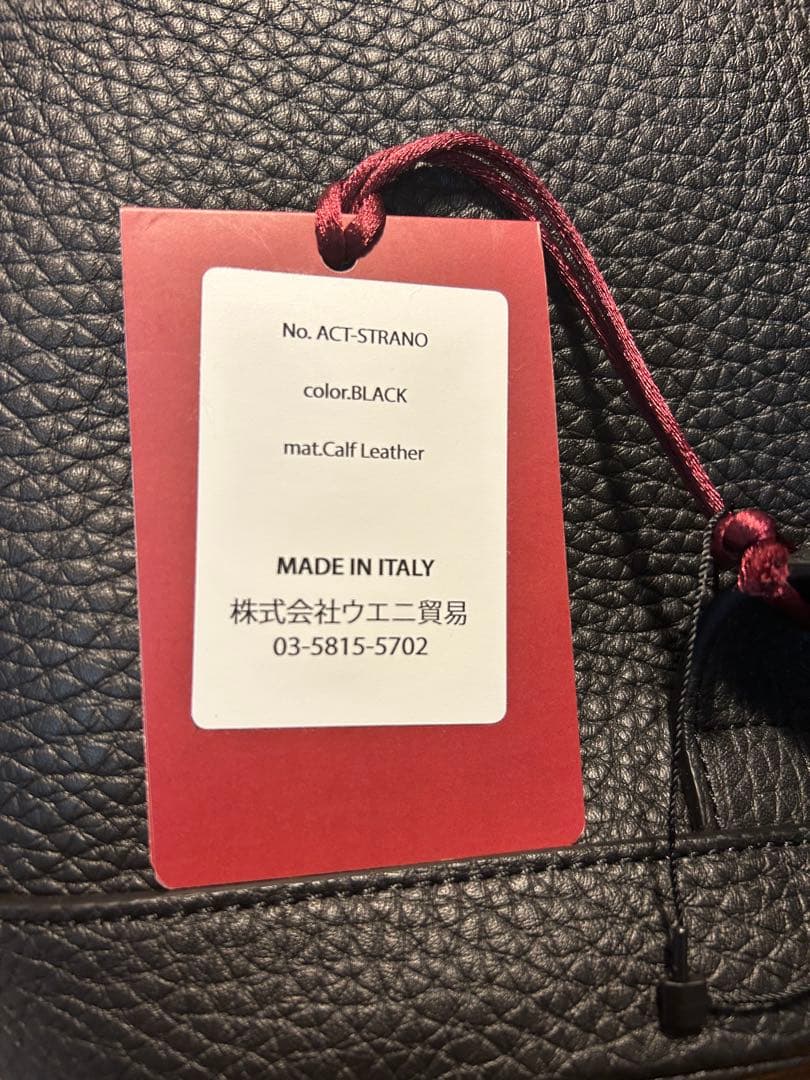 No. ACT-STRANO
color.BLACK
mat.Calf Leather
MADE IN ITALY
株式会社ウエニ貿易
03-5815-5702